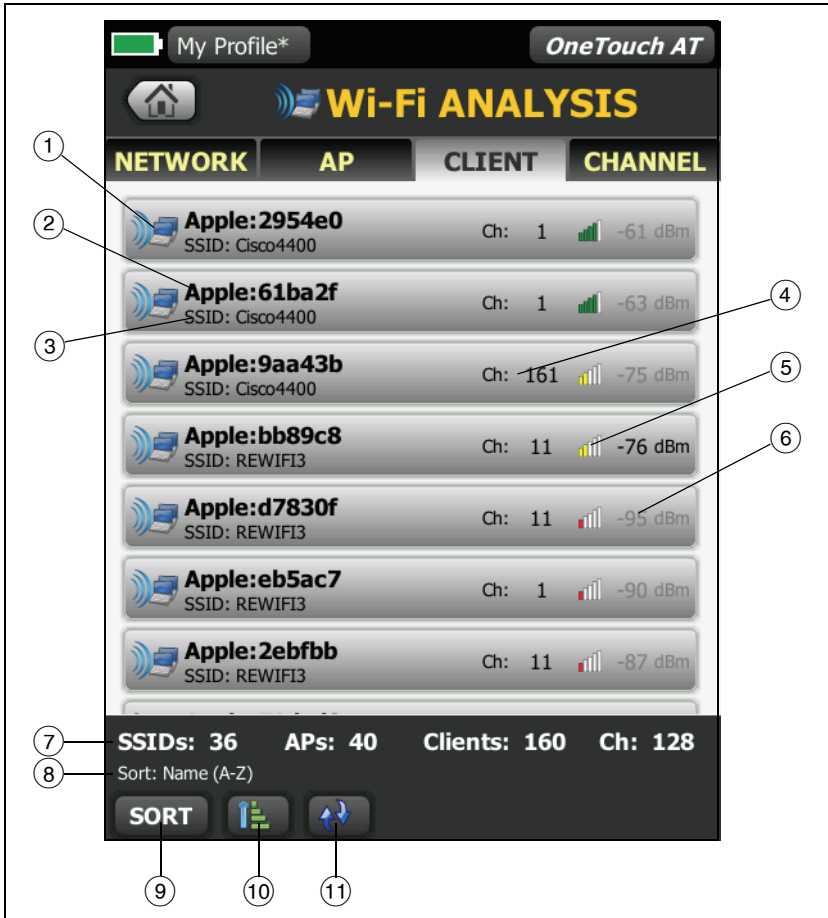 My Profile* OneTouch AT
Wi-Fi ANALYSIS
NETWORK AP CLIENT CHANNEL
1
Apple:2954e0 Ch: 1 -61 dBm
SSID: Cisco4400
2
Apple:61ba2f Ch: 1 -63 dBm
4
SSID: Cisco4400
3
Apple:9aa43b Ch: 161 -75 dBm
5
SSID: Cisco4400
Apple:bb89c8 Ch: 11 -76 dBm
6
SSID: REWIFI3
Apple:d7830f Ch: 11 -95 dBm
SSID: REWIFI3
Apple:eb5ac7 Ch: 1 -90 dBm
SSID: REWIFI3
Apple:2ebfbb Ch: 11 -87 dBm
SSID: REWIFI3
7 SSIDs: 36 APs: 40 Clients: 160 Ch: 128
8 Sort: Name (A-Z)
SORT
9 10 11